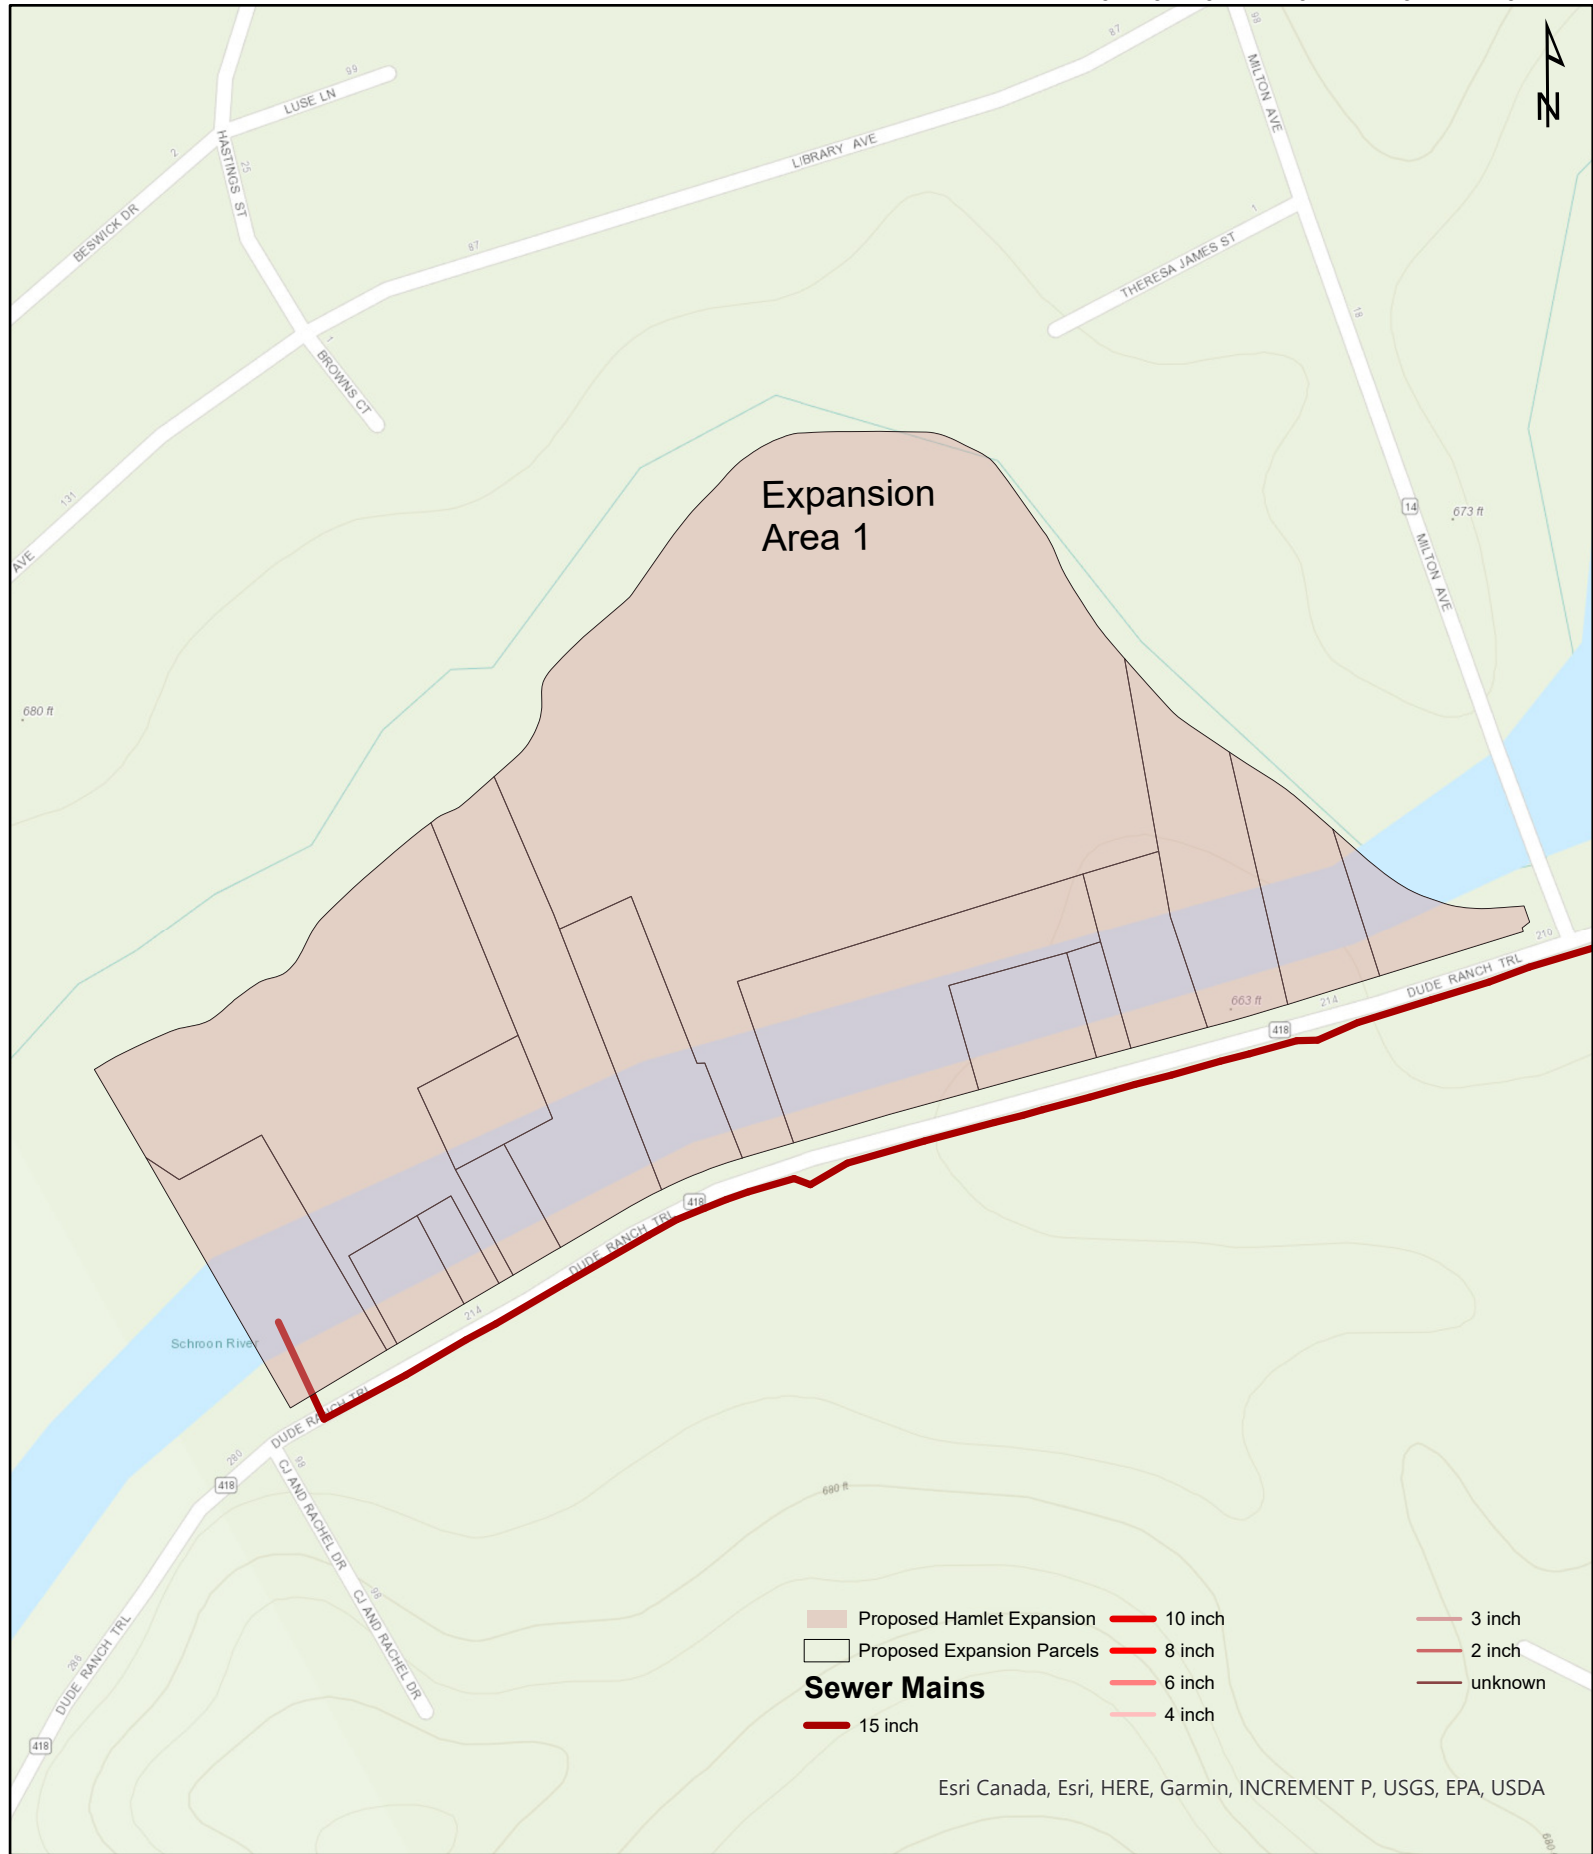 N
87
98
MILTON AVE
99
LUSE LN
2
HASTINGS ST
25
LIBRARY AVE
BESWICK DR
87
1
THERESA JAMES ST
18
1
BROWNS CT
131
AVE
Expansion
Area 1
14
673 ft
MILTON AVE
680 ft
210
DUDE RANCH TRL
663 ft
214
418
418
DUDE RANCH TRL
214
Schroon River
DUDE RANCH TRL
280
98
418
CJ AND RACHEL DR
680 ft
98
CJ AND RACHEL DR
286
DUDE RANCH TRL
418
Proposed Hamlet Expansion
Proposed Expansion Parcels
Sewer Mains
15 inch
10 inch
8 inch
6 inch
4 inch
3 inch
2 inch
unknown
Esri Canada, Esri, HERE, Garmin, INCREMENT P, USGS, EPA, USDA
680 ft